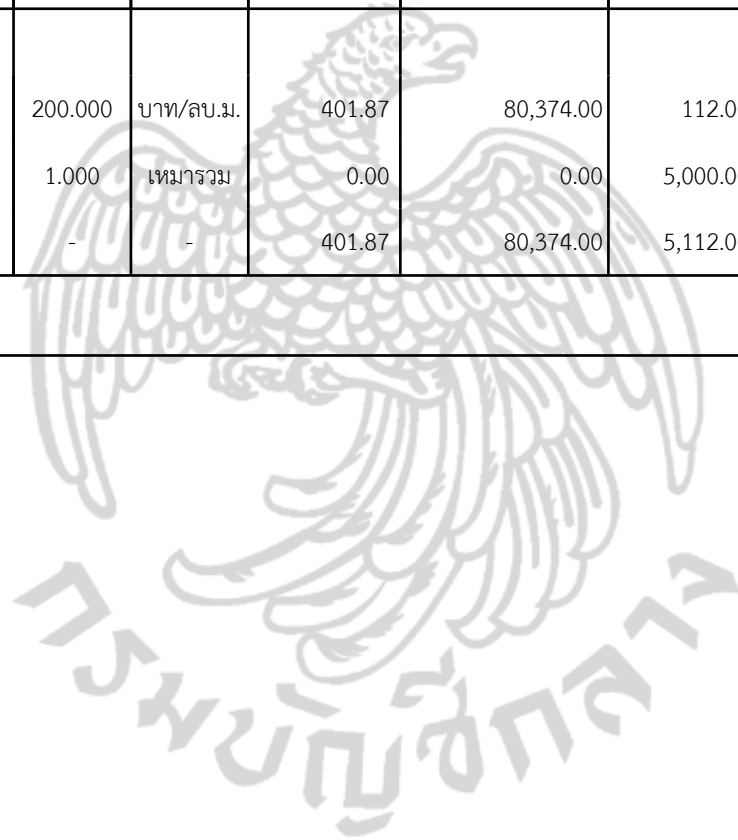 200.000 บาท/ลบ.ม. 401.87 80,374.00 112.0
1.000 เหมารวม 0.00 0.00 5,000.0
- - 401.87 80,374.00 5,112.0
กรมบัญชีกลาง